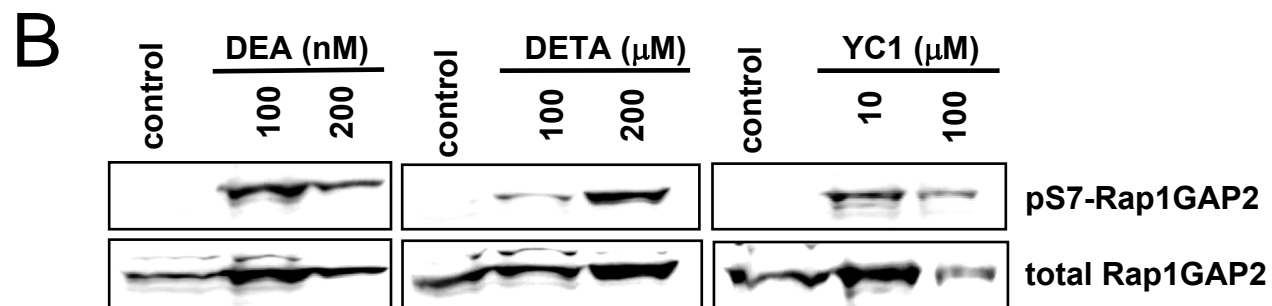 B
control
DEA (nM)
100
200
control
DETA (μM)
100
200
control
YC1 (μM)
10
100
pS7-Rap1GAP2
total Rap1GAP2